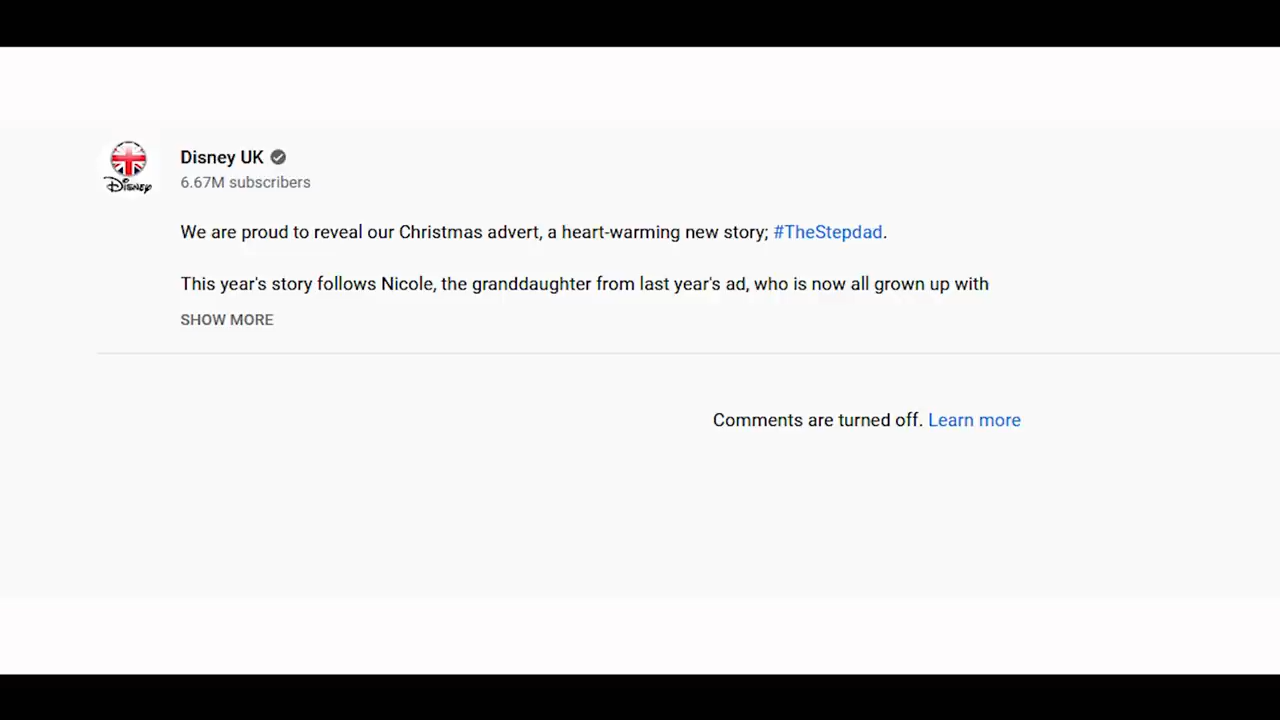 Disney UK
Disney
6.67M subscribers
We are proud to reveal our Christmas advert, a heart-warming new story; #TheStepdad.
This year's story follows Nicole, the granddaughter from last year's ad, who is now all grown up with
SHOW MORE
Comments are turned off. Learn more